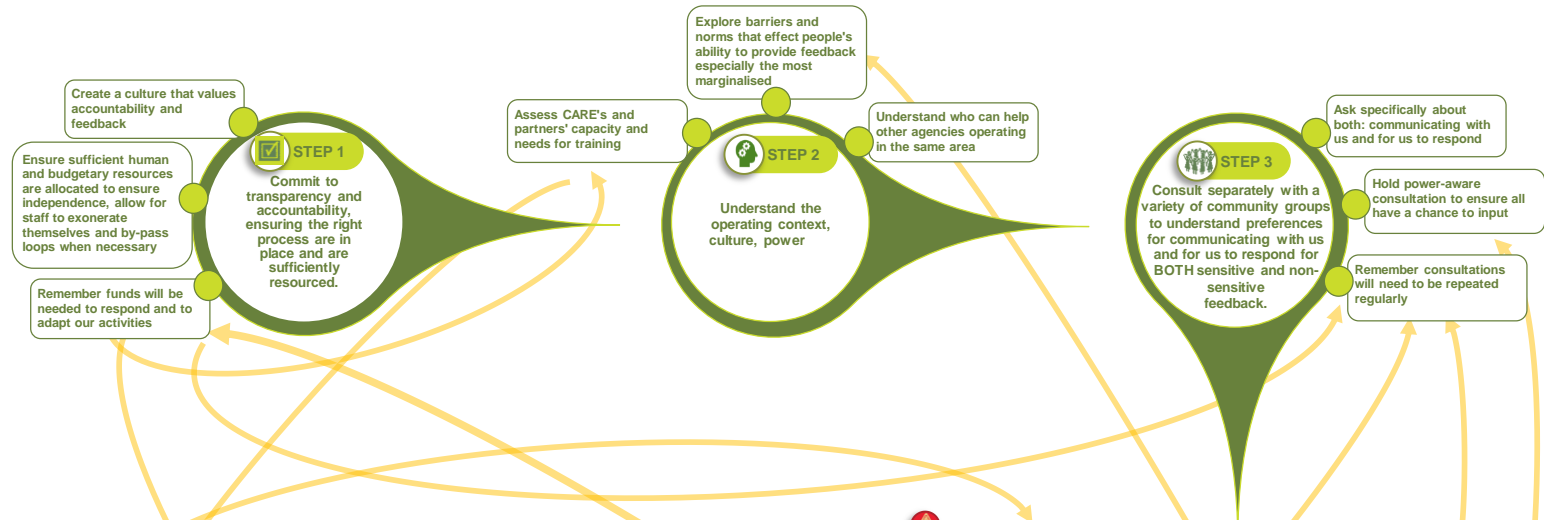 Create a culture that values
accountability and
feedback
Ensure sufficient human
and budgetary resources
are allocated to ensure
independence, allow for
staff to exonerate
themselves and by-pass
loops when necessary
Remember funds will be
needed to respond and to
adapt our activities
STEP 1
Commit to
transparency and
accountability,
ensuring the right
process are in
place and are
sufficiently
resourced.
Assess CARE's and
partners' capacity and
needs for training
Explore barriers and
norms that effect people's
ability to provide feedback
especially the most
marginalised
Understand who can help
other agencies operating
in the same area
STEP 2
Understand the
operating context,
culture, power
STEP 3
Consult separately with a
variety of community groups
to understand preferences
for communicating with us
and for us to respond for
BOTH sensitive and non-
sensitive
feedback.
Ask specifically about
both: communicating with
us and for us to respond
Hold power-aware
consultation to ensure all
have a chance to input
Remember consultations
will need to be repeated
regularly